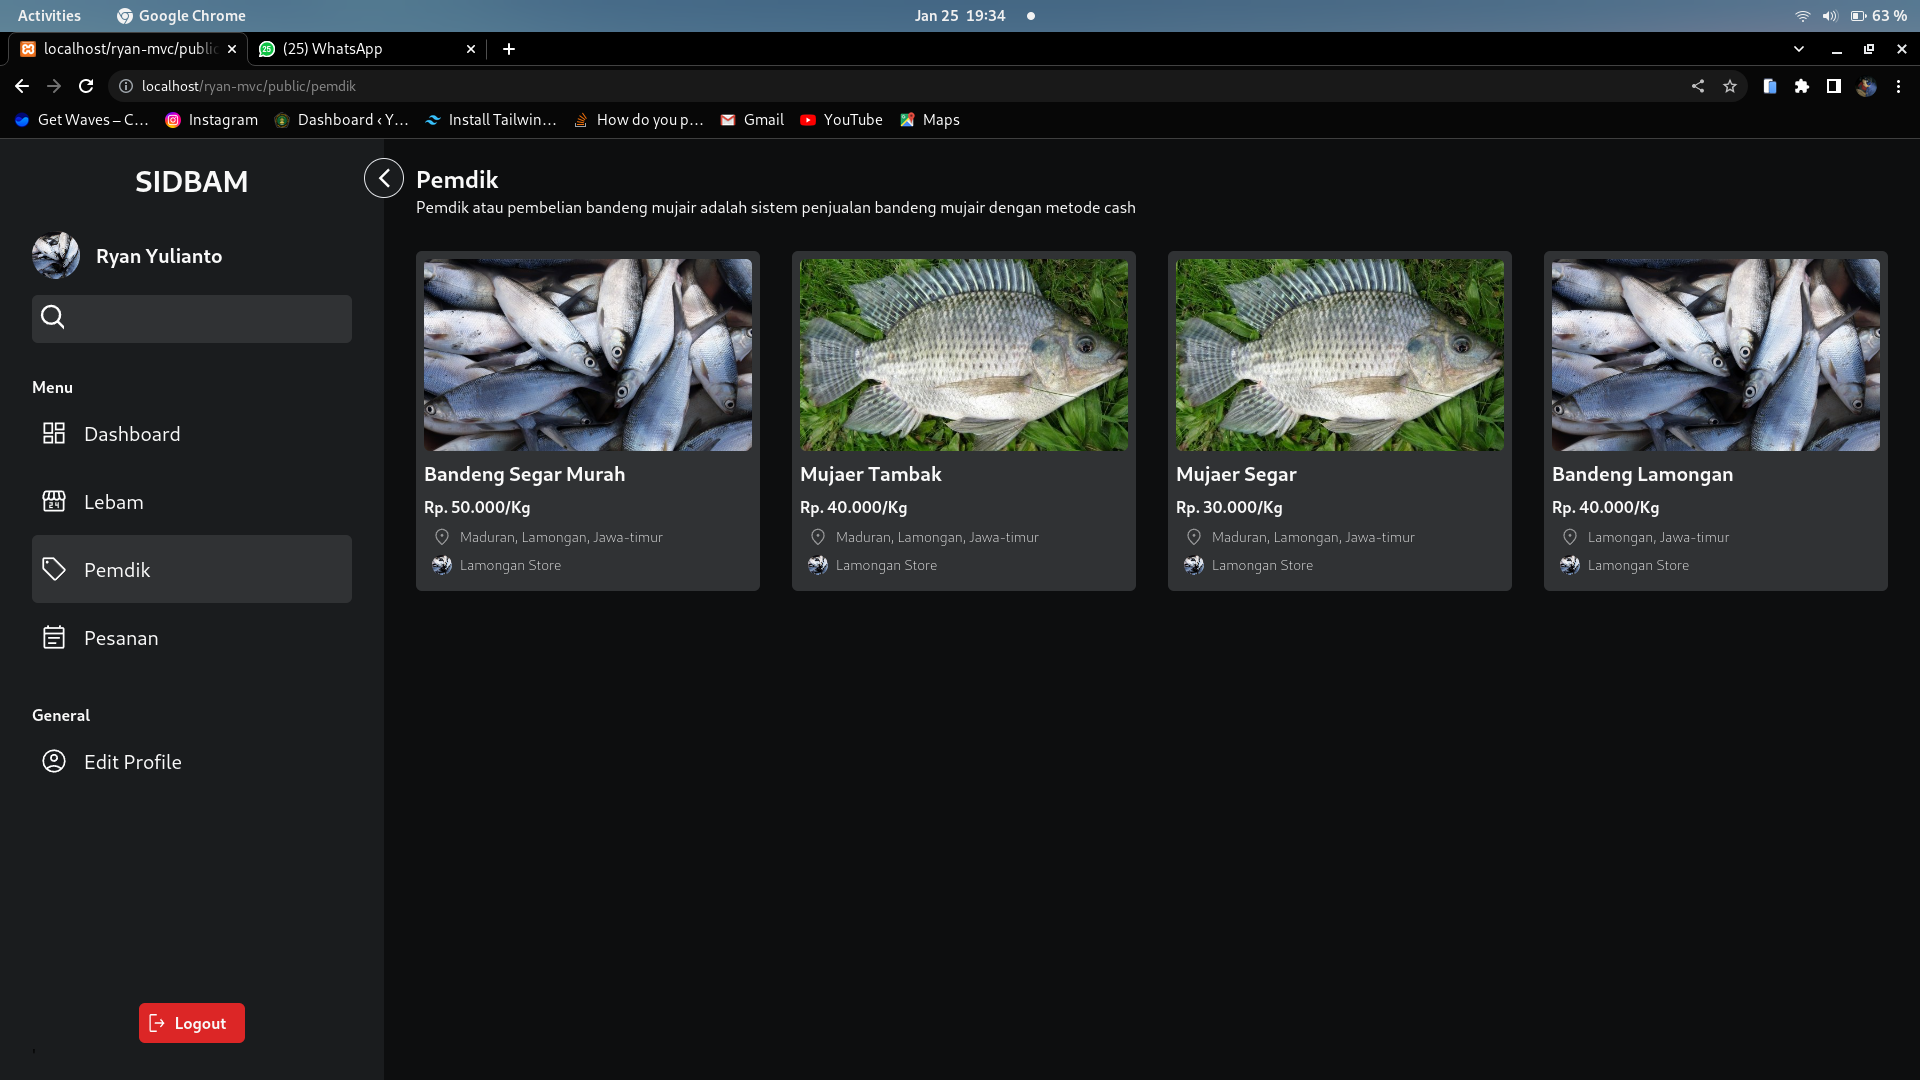 Activities
Google Chrome
Jan 25 19:34
63 %
localhost/ryan-mvc/public
(25) WhatsApp
localhost/ryan-mvc/public/pemdik
Get Waves – C...
Instagram
Dashboard ‹ Y...
Install Tailwin...
How do you p...
Gmail
YouTube
Maps
SIDBAM
Ryan Yulianto
Menu
Dashboard
Lebam
Pemdik
Pesanan
General
Edit Profile
Logout
Pemdik
Pemdik atau pembelian bandeng mujair adalah sistem penjualan bandeng mujair dengan metode cash
Bandeng Segar Murah
Rp. 50.000/Kg
Maduran, Lamongan, Jawa-timur
Lamongan Store
Mujaer Tambak
Rp. 40.000/Kg
Maduran, Lamongan, Jawa-timur
Lamongan Store
Mujaer Segar
Rp. 30.000/Kg
Maduran, Lamongan, Jawa-timur
Lamongan Store
Bandeng Lamongan
Rp. 40.000/Kg
Lamongan, Jawa-timur
Lamongan Store